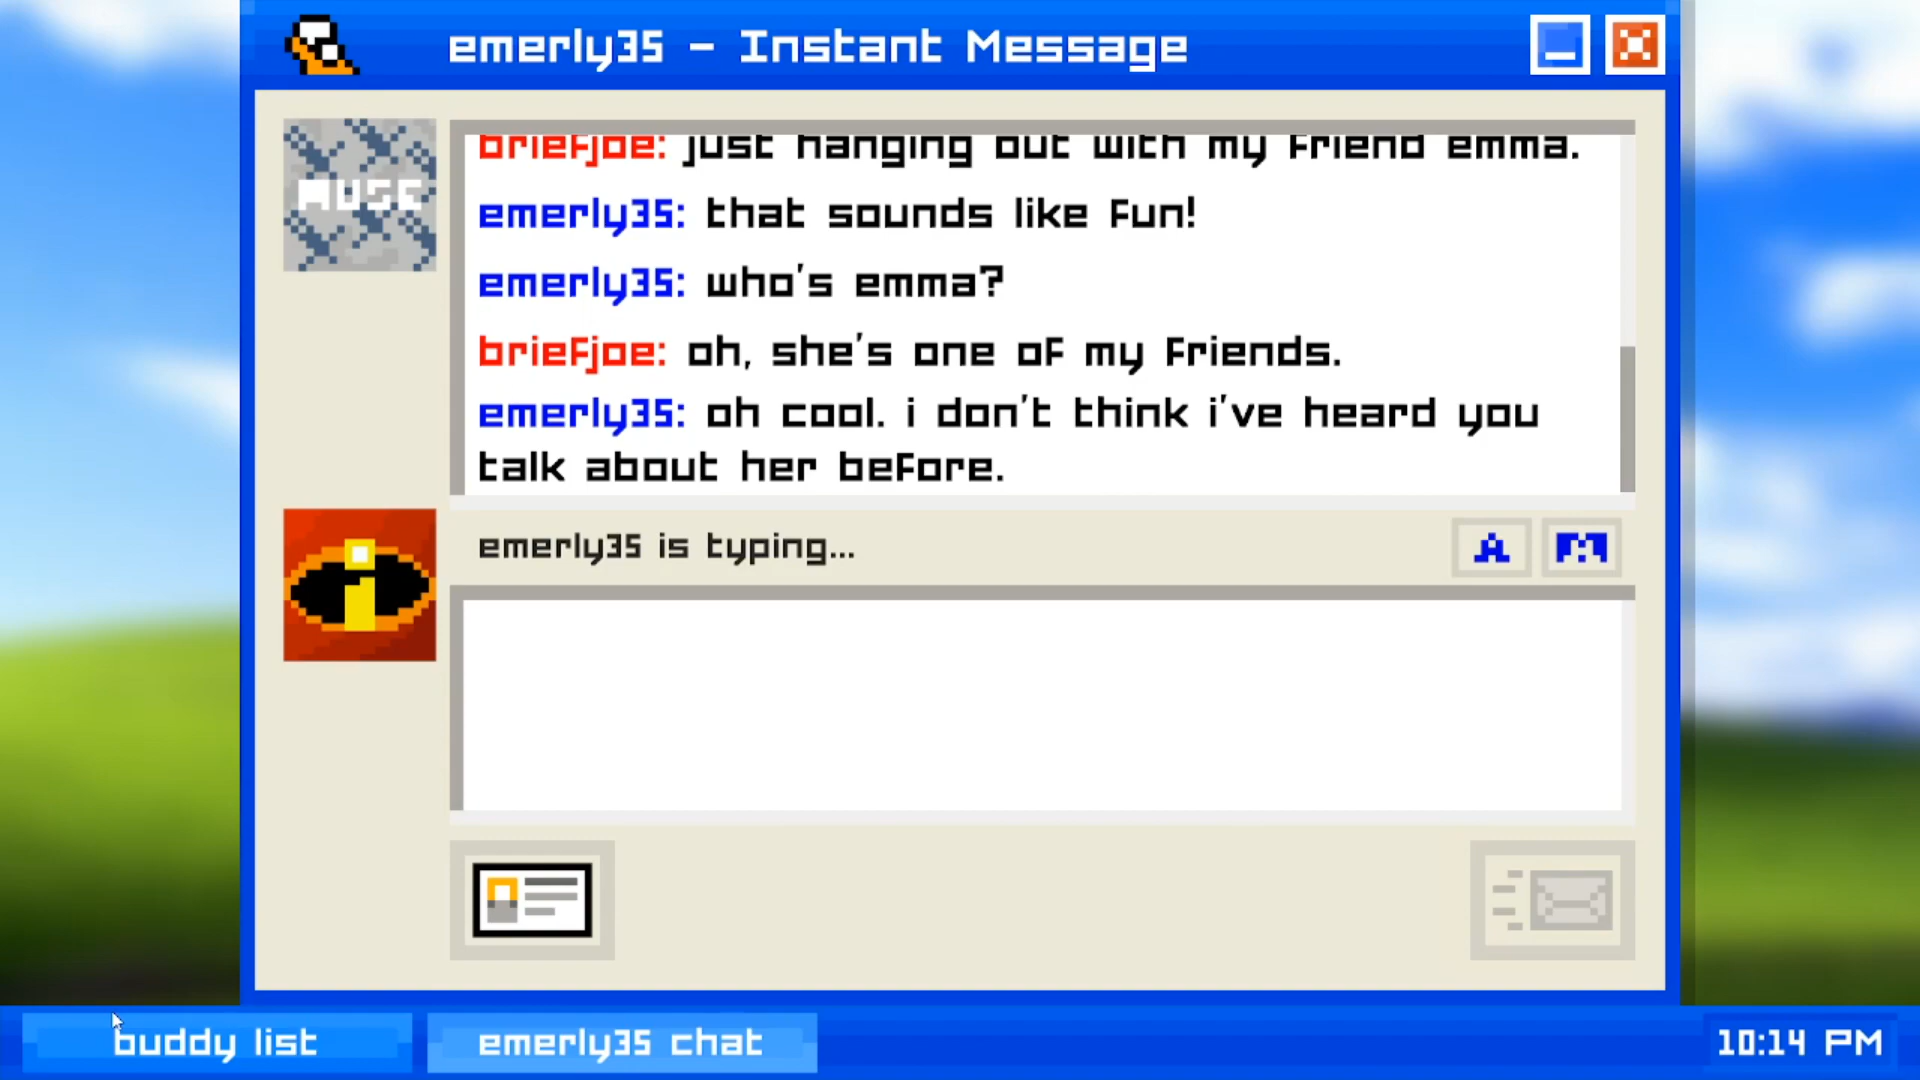 emerly35 - Instant Message
MUSE
briefjoe: just hanging out with my friend emma.
emerly35: that sounds like fun!
emerly35: who's emma?
briefjoe: oh, she's one of my friends.
emerly35: oh cool. i don't think i've heard you
talk about her before.
emerly35 is typing...
A
buddy list
emerly35 chat
10:14 PM